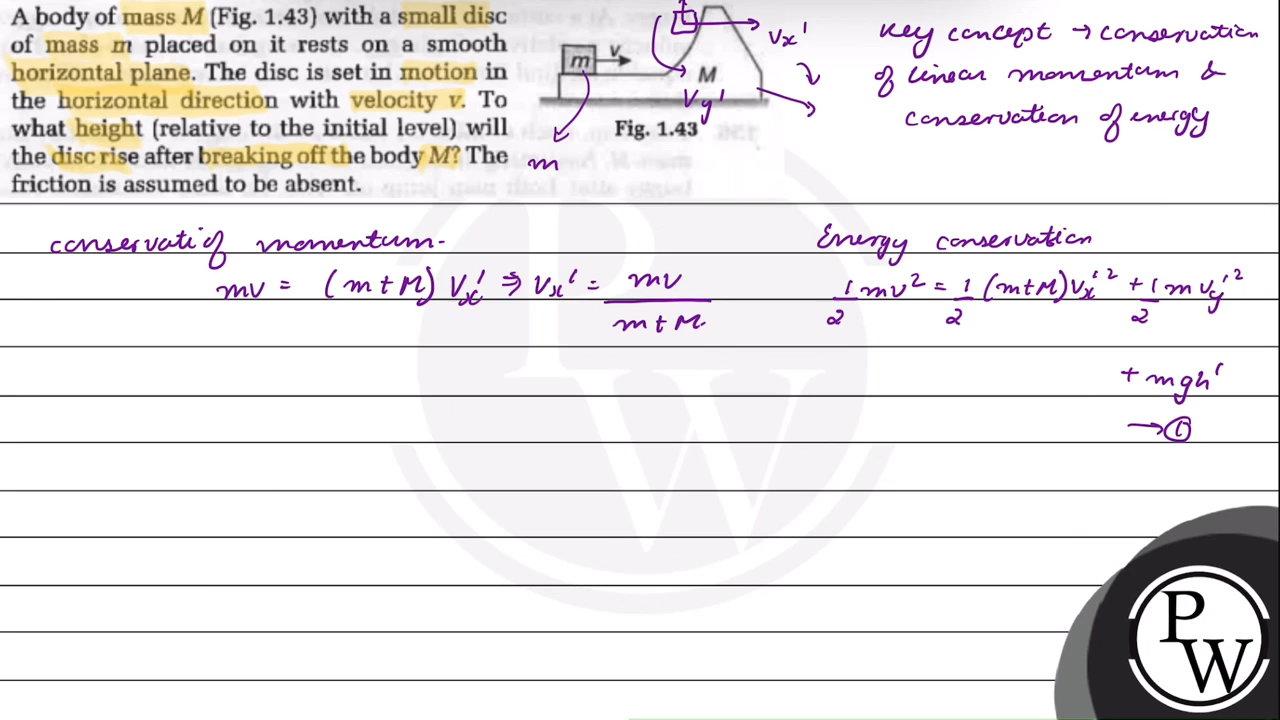 A body of mass M (Fig. 1.43) with a small disc
of mass m placed on it rests on a smooth
horizontal plane. The disc is set in motion in
the horizontal direction with velocity v. To
what height (relative to the initial level) will
the disc rise after breaking off the body M? The
friction is assumed to be absent.
m v
M
Vx'
Vy'
Fig. 1.43
m
Key concept → conservation
of linear momentum &
conservation of energy
conservati of momentum.
mv = (m+M) Vx' ⇒ Vx' = mv / m+M.
Energy conservation
1/2 mv² = 1/2 (m+M) Vx'² + 1/2 m Vy'²
+ mgh'
→ ①
P
W
P
W